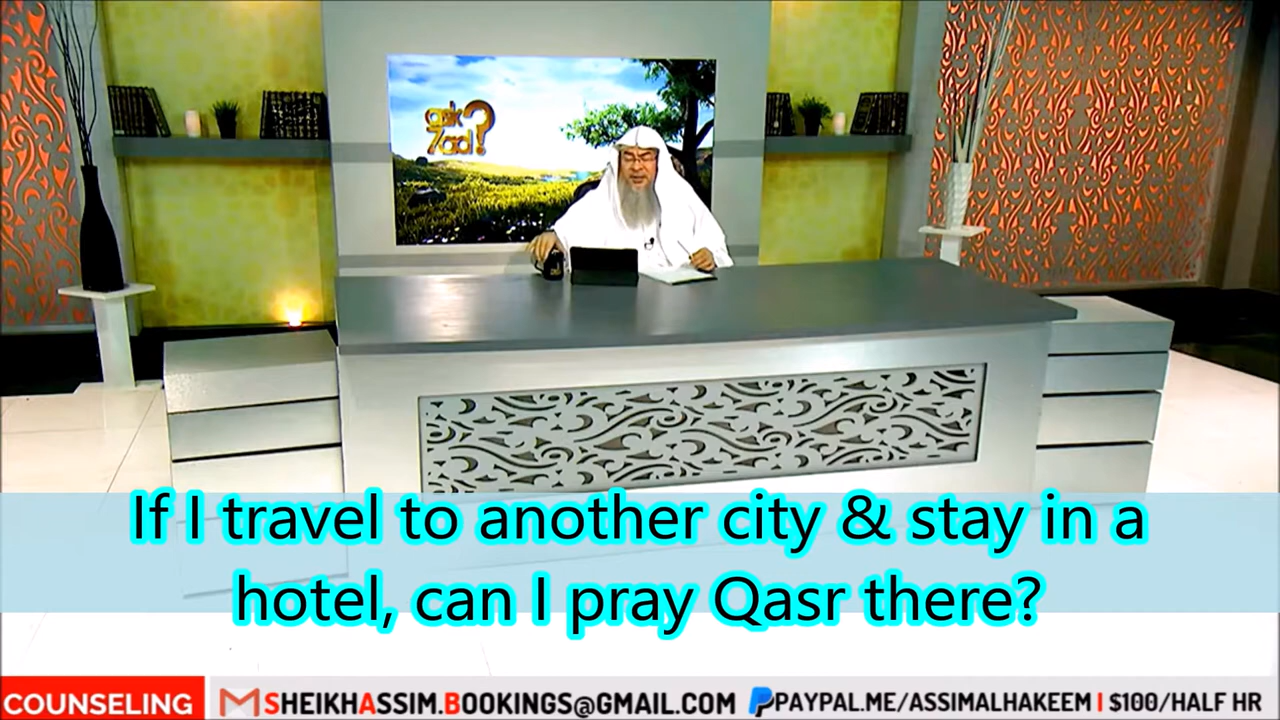 ask
Zad ?
If I travel to another city & stay in a
hotel, can I pray Qasr there?
COUNSELING
SHEIKHASSIM.BOOKINGS@GMAIL.COM
PAYPAL.ME/ASSIMALHAKEEM I $100/HALF HR